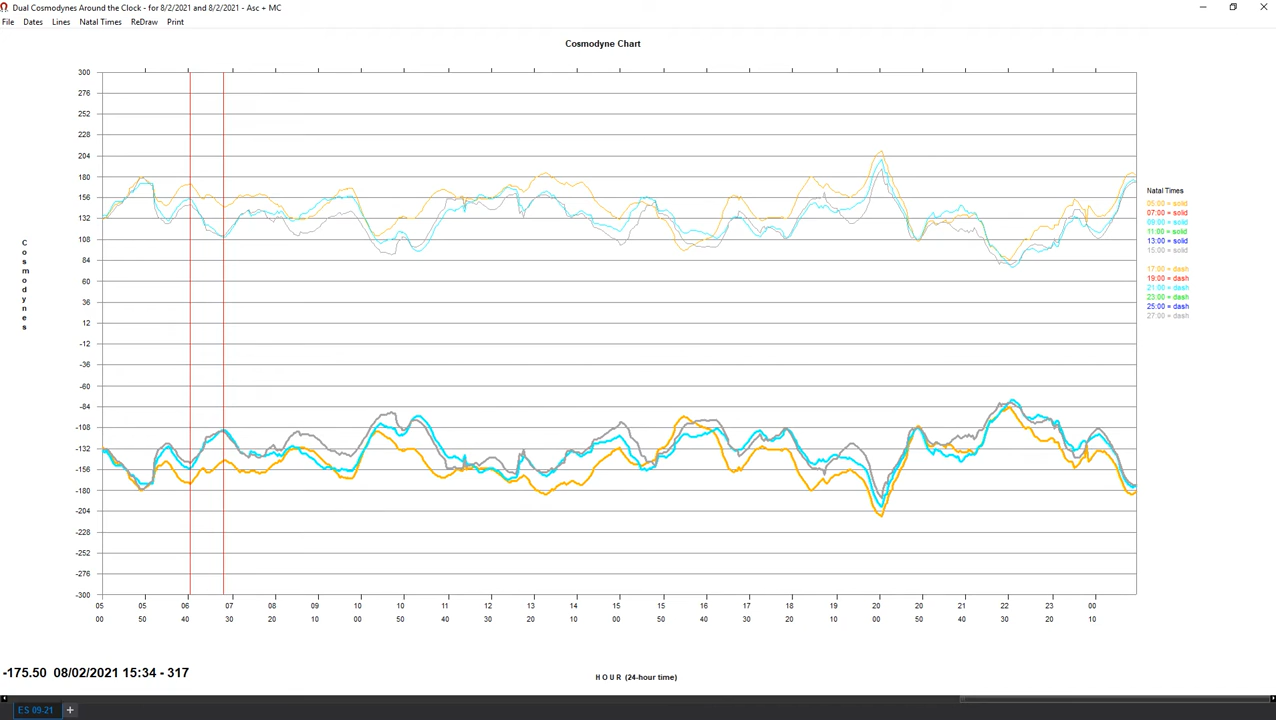 Dual Cosmodynes Around the Clock - for 8/2/2021 and 8/2/2021 - Asc + MC
File Dates Lines Natal Times ReDraw Print
Cosmodyne Chart
300
276
252
228
204
180
156
132
108
84
60
36
12
-12
-36
-60
-84
-108
-132
-156
-180
-204
-228
-252
-276
-300
Cosmodynes
Natal Times
05:00 = solid
07:00 = solid
09:00 = solid
11:00 = solid
13:00 = solid
15:00 = solid
17:00 = dash
19:00 = dash
21:00 = dash
23:00 = dash
25:00 = dash
27:00 = dash
05 05 06 07 08 09 10 10 11 12 13 14 15 15 16 17 18 19 20 20 21 22 23 00
00 50 40 30 20 10 00 50 40 30 20 10 00 50 40 30 20 10 00 50 40 30 20 10
HOUR (24-hour time)
-175.50 08/02/2021 15:34 - 317
ES 09-21 +